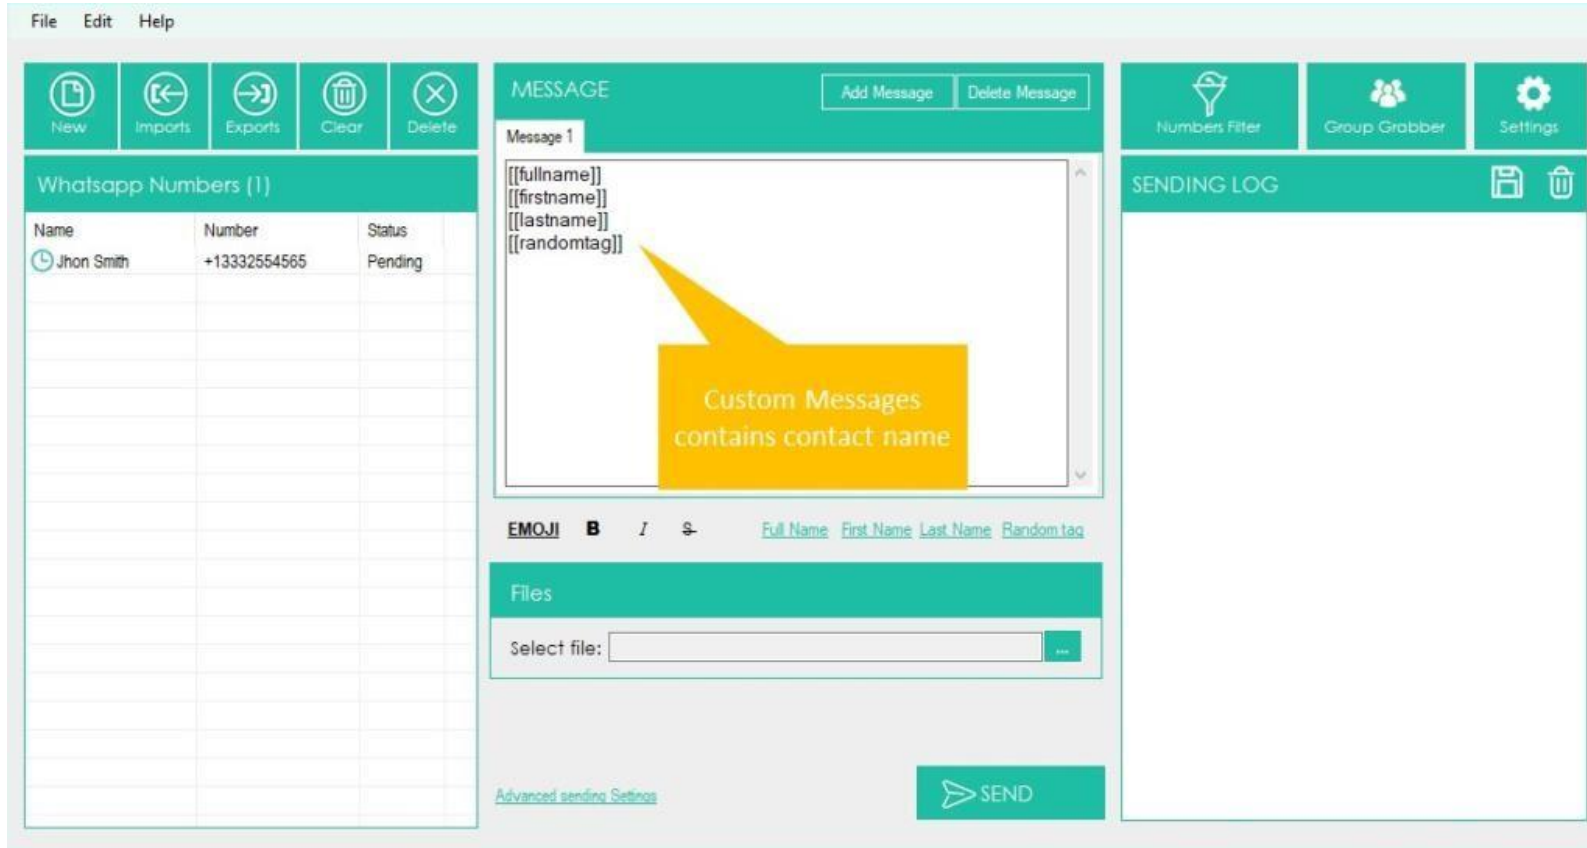 File Edit Help
New Imports Exports Clear Delete
Whatsapp Numbers (1)
Name Number Status
Jhon Smith +13332554565 Pending
MESSAGE Add Message Delete Message
Message 1
[[fullname]]
[[firstname]]
[[lastname]]
[[randomtag]]
Custom Messages
contains contact name
EMOJI B I S Full Name First Name Last Name Random tag
Files
Select file: ...
Advanced sending Settings SEND
Numbers Filter Group Grabber Settings
SENDING LOG